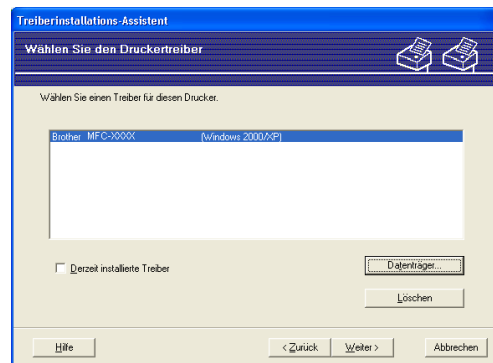 Treiberinstallations-Assistent
Wählen Sie den Druckertreiber
Wählen Sie einen Treiber für diesen Drucker.
Brother MFC-XXXX (Windows 2000/XP)
Derzeit installierte Treiber
Datenträger...
Löschen
Hilfe
< Zurück
Weiter >
Abbrechen